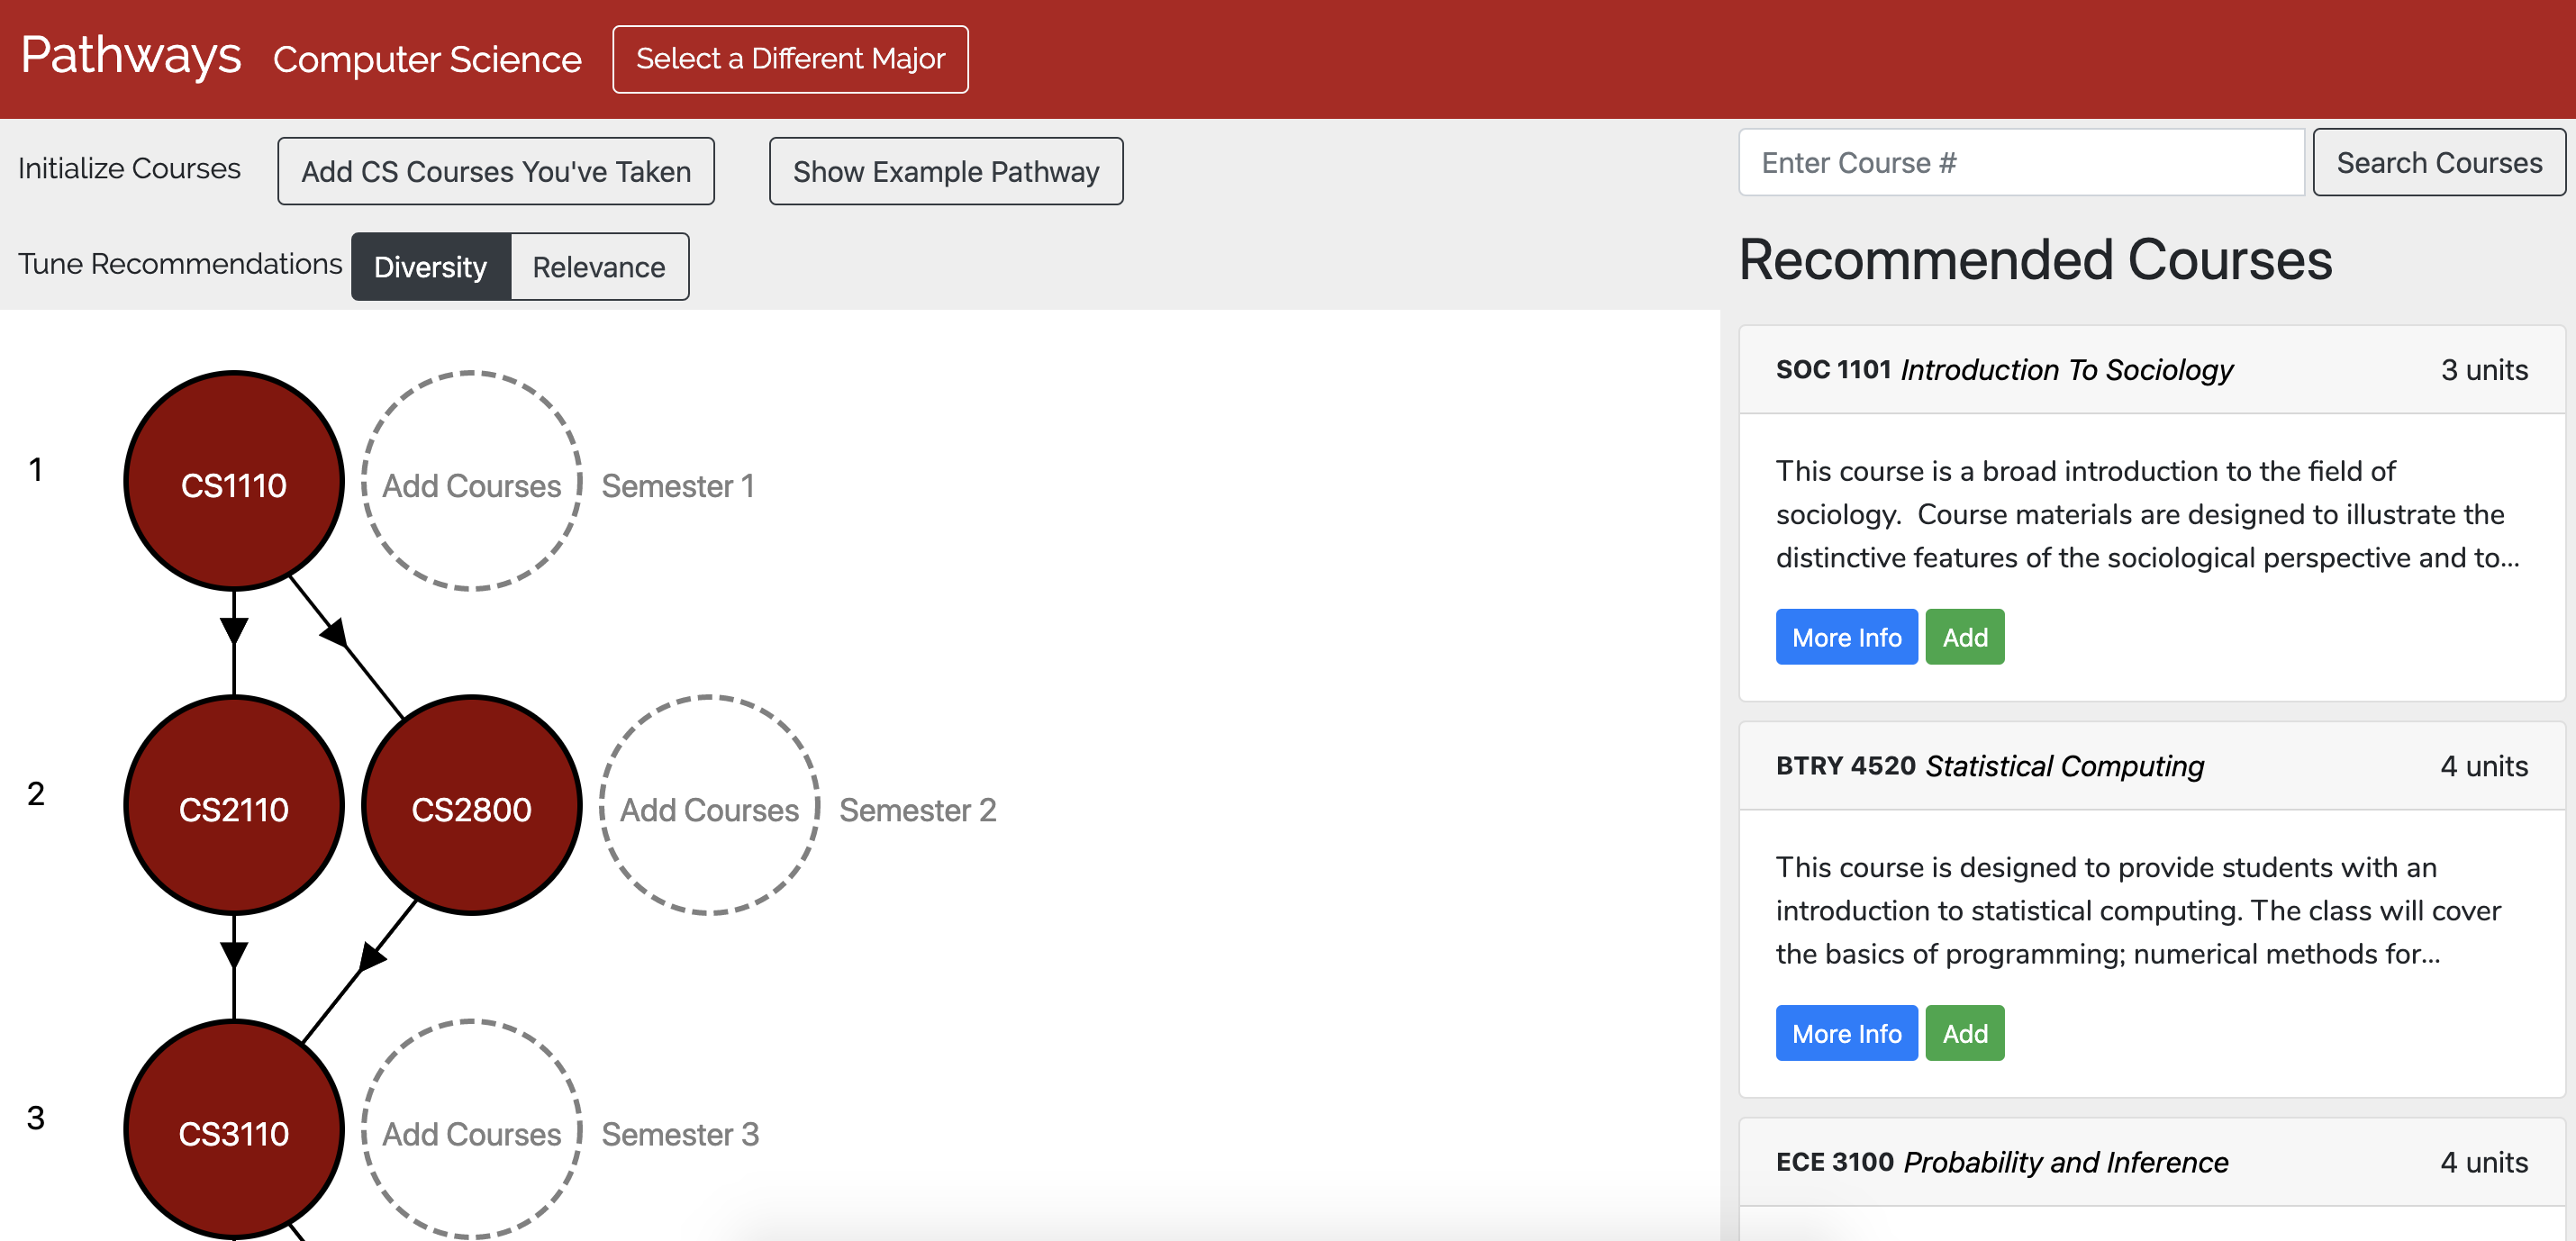 Pathways Computer Science Select a Different Major
Initialize Courses Add CS Courses You've Taken Show Example Pathway
Tune Recommendations Diversity Relevance
1 CS1110 Add Courses Semester 1
2 CS2110 CS2800 Add Courses Semester 2
3 CS3110 Add Courses Semester 3
Enter Course # Search Courses
Recommended Courses
SOC 1101 Introduction To Sociology 3 units
This course is a broad introduction to the field of
sociology.  Course materials are designed to illustrate the
distinctive features of the sociological perspective and to...
More Info Add
BTRY 4520 Statistical Computing 4 units
This course is designed to provide students with an
introduction to statistical computing. The class will cover
the basics of programming; numerical methods for...
More Info Add
ECE 3100 Probability and Inference 4 units